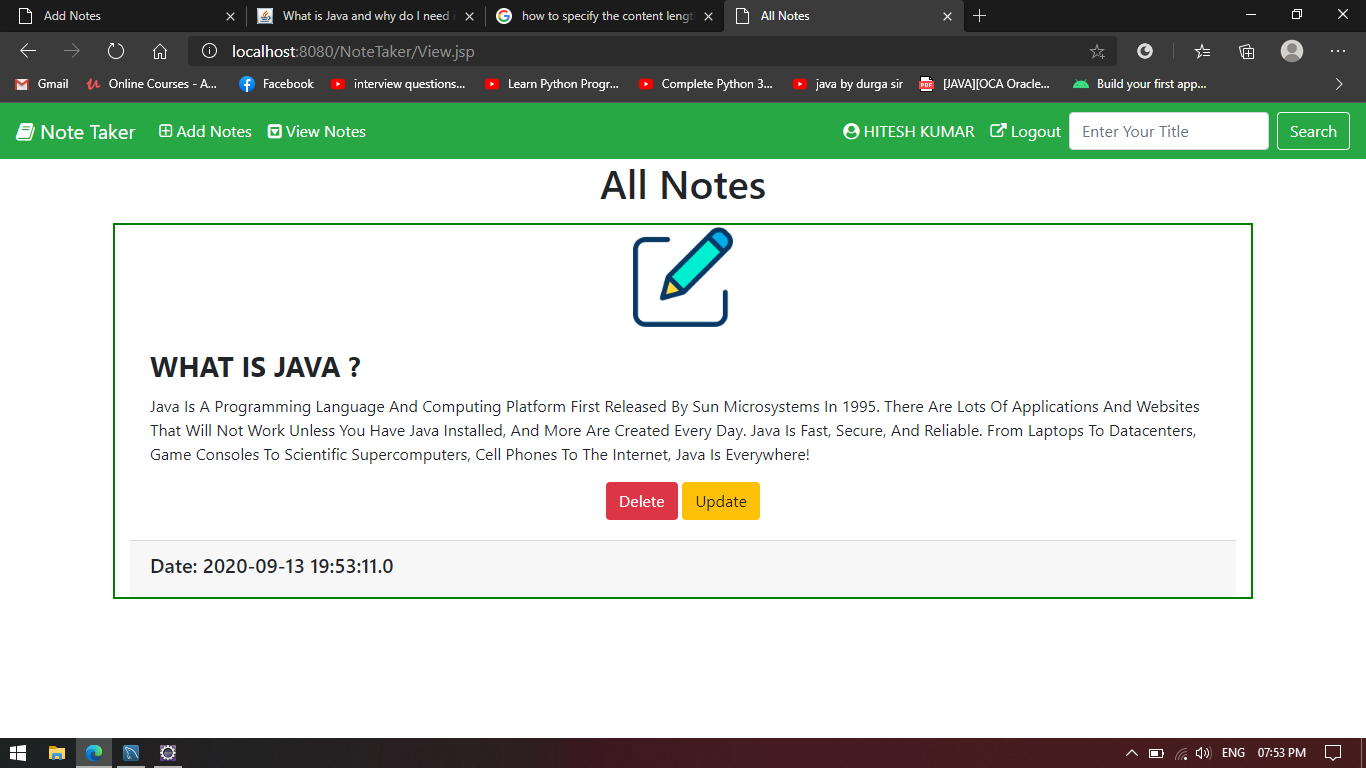 Add Notes
What is Java and why do I need
how to specify the content lengt
All Notes
localhost:8080/NoteTaker/View.jsp
Gmail
Online Courses - A...
Facebook
interview questions...
Learn Python Progr...
Complete Python 3...
java by durga sir
PDF
[JAVA][OCA Oracle...
Build your first app...
Note Taker
Add Notes
View Notes
HITESH KUMAR
Logout
Enter Your Title
Search
All Notes
WHAT IS JAVA ?
Java Is A Programming Language And Computing Platform First Released By Sun Microsystems In 1995. There Are Lots Of Applications And Websites
That Will Not Work Unless You Have Java Installed, And More Are Created Every Day. Java Is Fast, Secure, And Reliable. From Laptops To Datacenters,
Game Consoles To Scientific Supercomputers, Cell Phones To The Internet, Java Is Everywhere!
Delete
Update
Date: 2020-09-13 19:53:11.0
ENG
07:53 PM